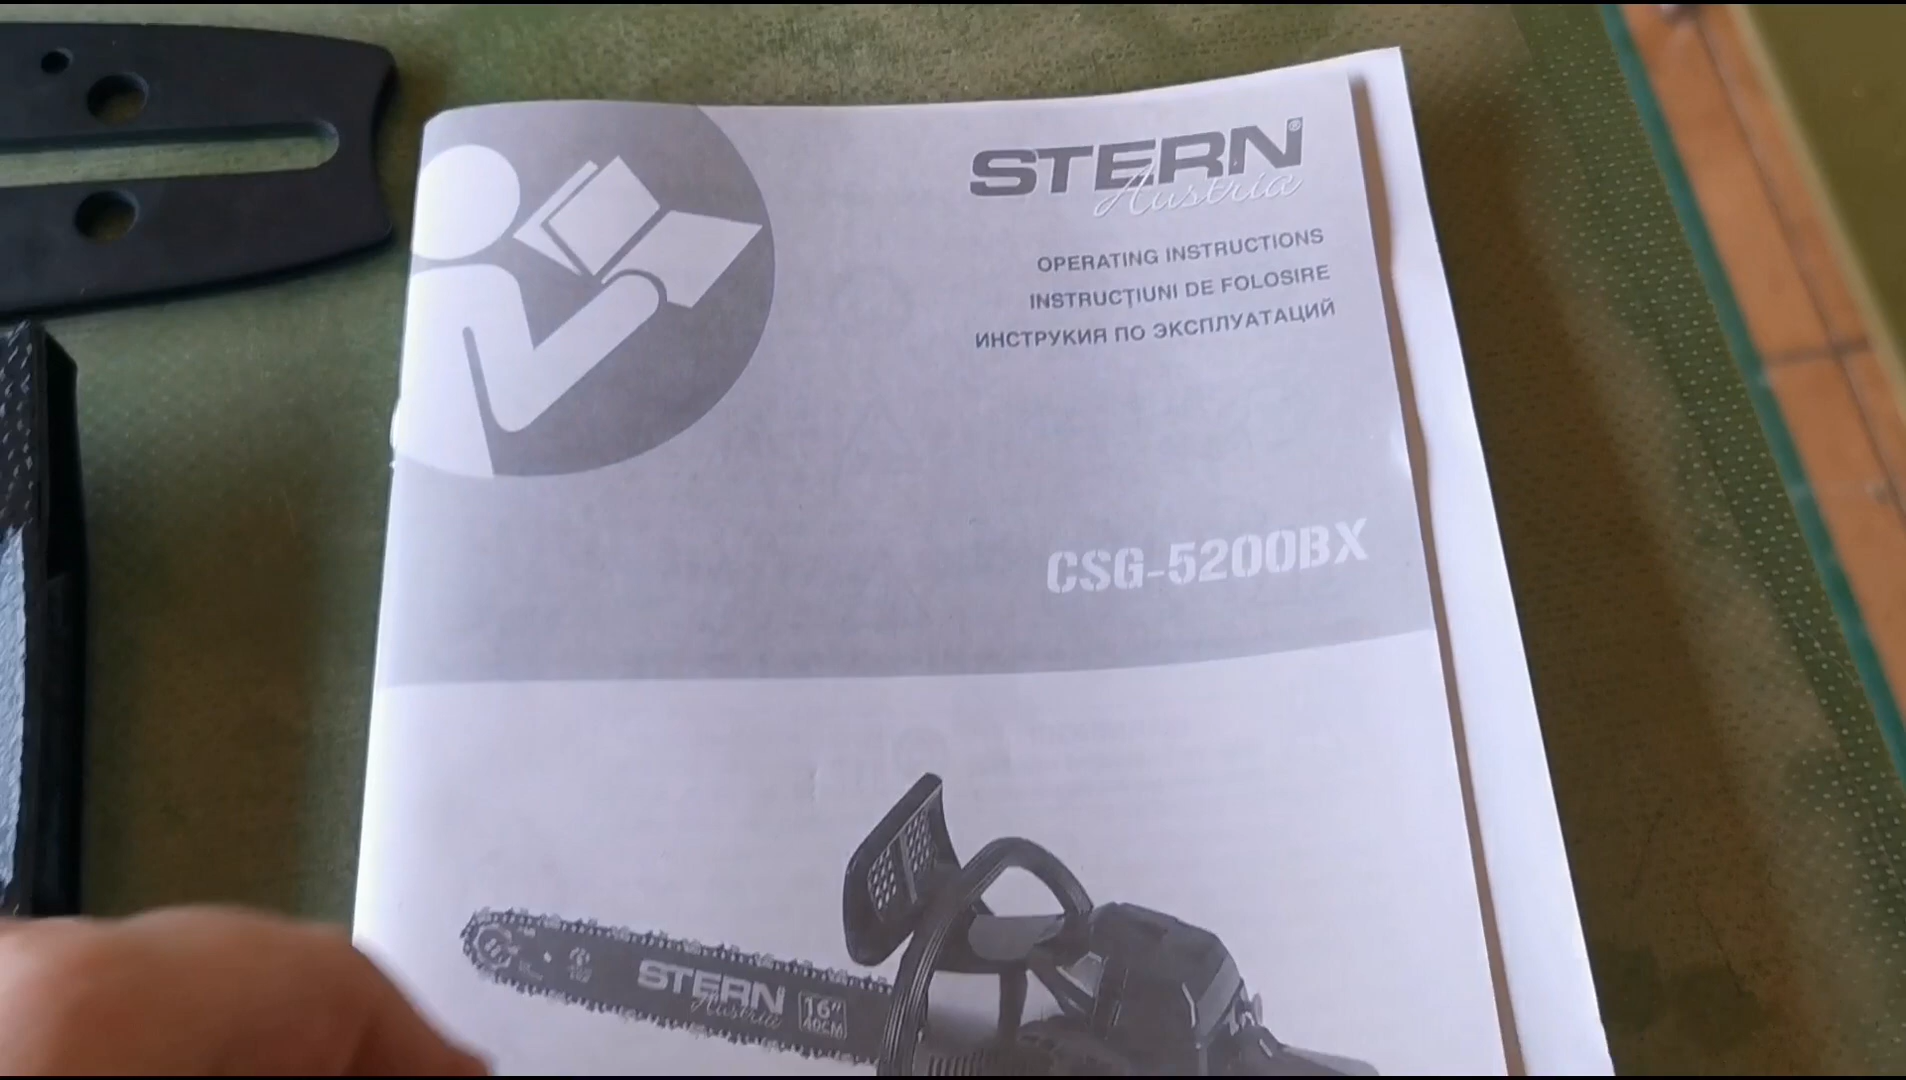 STERN®
Austria
OPERATING INSTRUCTIONS
INSTRUCȚIUNI DE FOLOSIRE
ИНСТРУКИЯ ПО ЭКСПЛУАТАЦИЙ
CSG-5200BX
STERN
Austria
16"
40CM